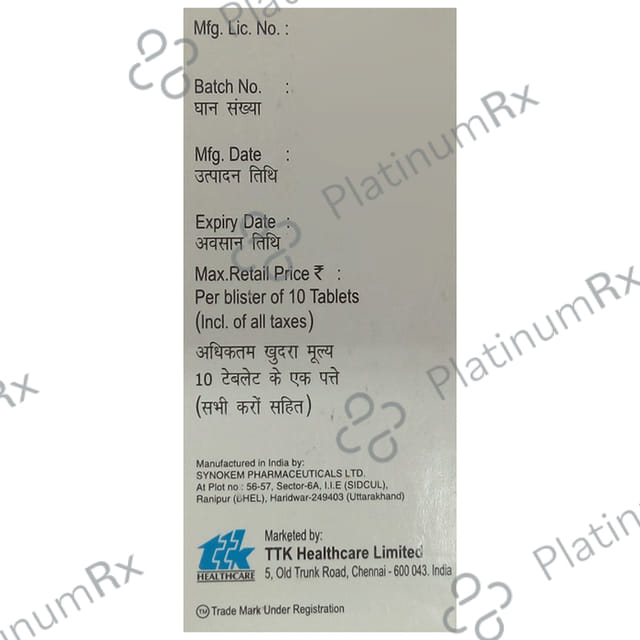 Mfg. Lic. No. :
Batch No. :
घान संख्या
Mfg. Date :
उत्पादन तिथि
Expiry Date :
अवसान तिथि
Max.Retail Price ₹ :
Per blister of 10 Tablets
(Incl. of all taxes)
अधिकतम खुदरा मूल्य
10 टेबलेट के एक पत्ते
(सभी करों सहित)
Manufactured in India by:
SYNOKEM PHARMACEUTICALS LTD.
At Plot no : 56-57, Sector-6A, I.I.E (SIDCUL),
Ranipur (BHEL), Haridwar-249403 (Uttarakhand)
ttk
HEALTHCARE
Marketed by:
TTK Healthcare Limited
5, Old Trunk Road, Chennai - 600 043. India
TM Trade Mark Under Registration
PlatinumRx
PlatinumRx
PlatinumRx
PlatinumRx
Rx
inumRx